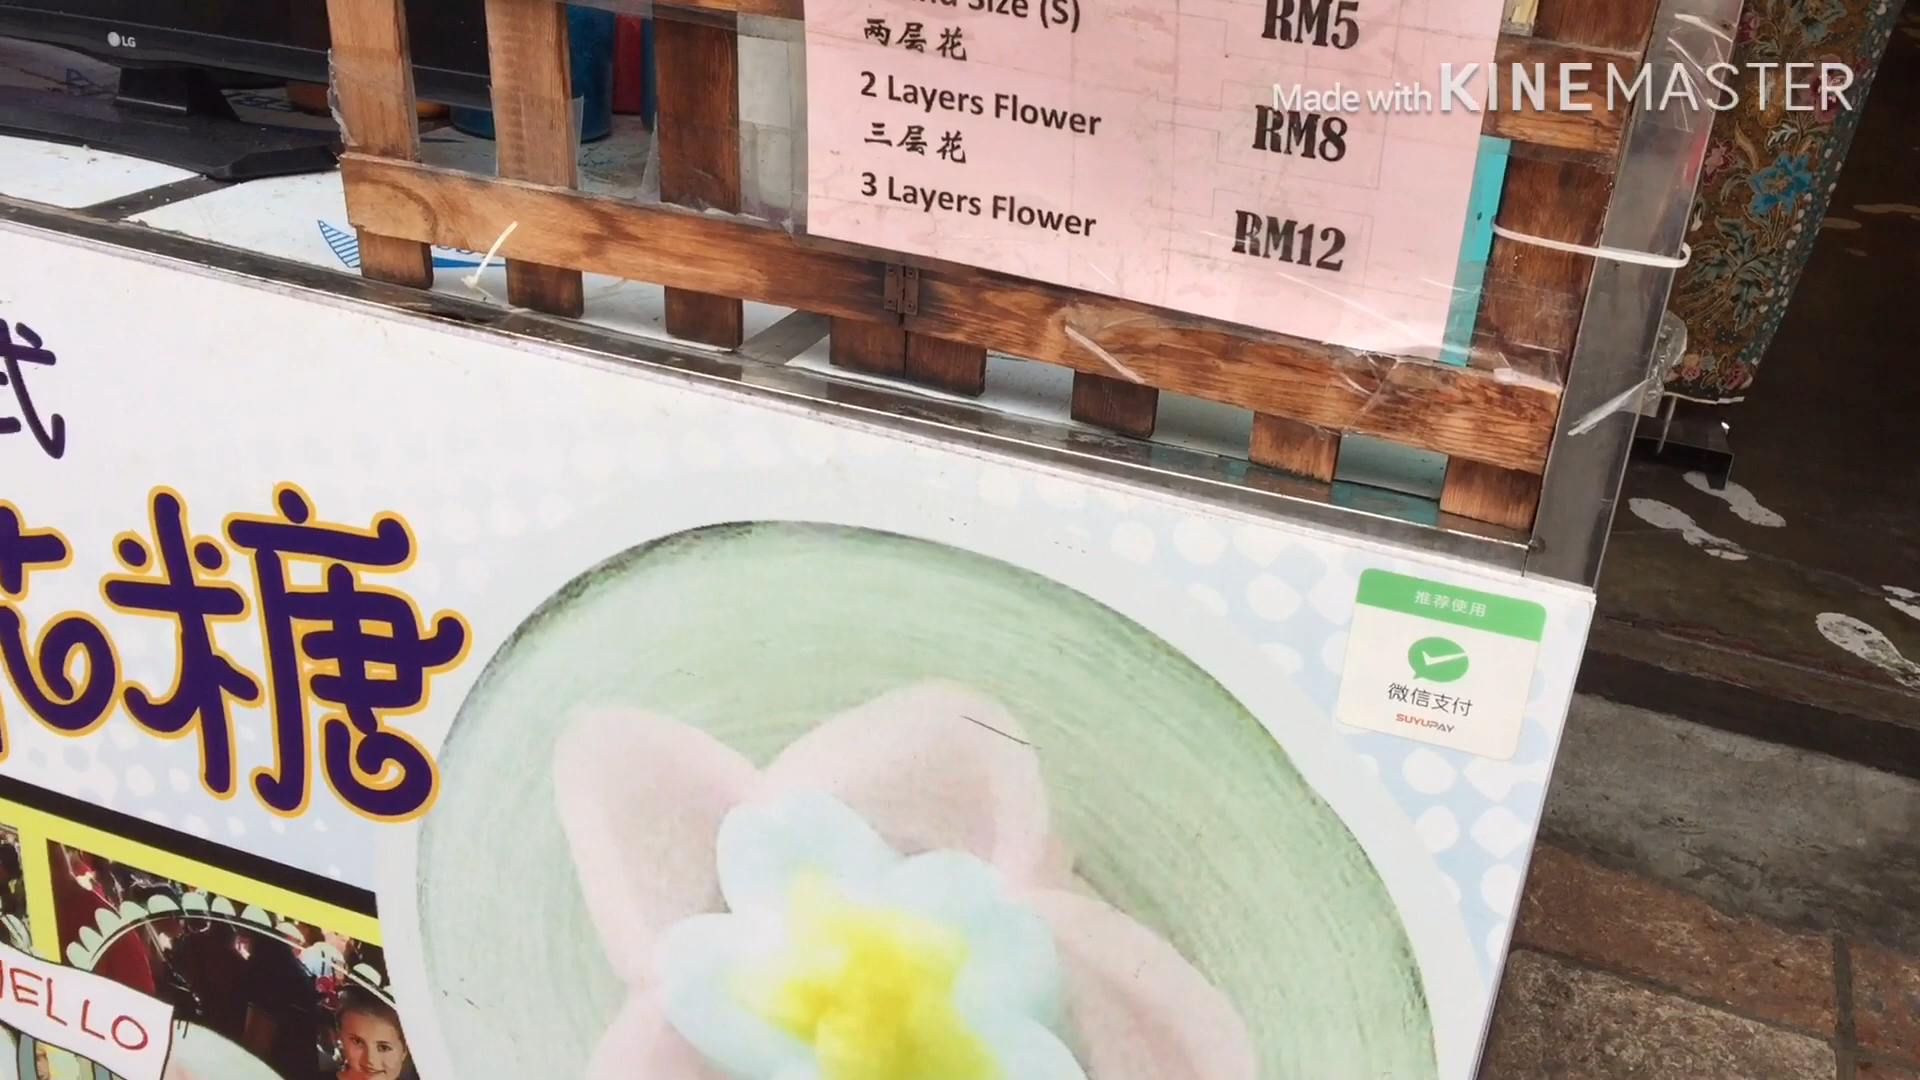 LG
Size (S) RM5
两层花
2 Layers Flower RM8
三层花
3 Layers Flower RM12
Made with KINEMASTER
式
花糖
推荐使用
微信支付
SUYUPAY
HELLO